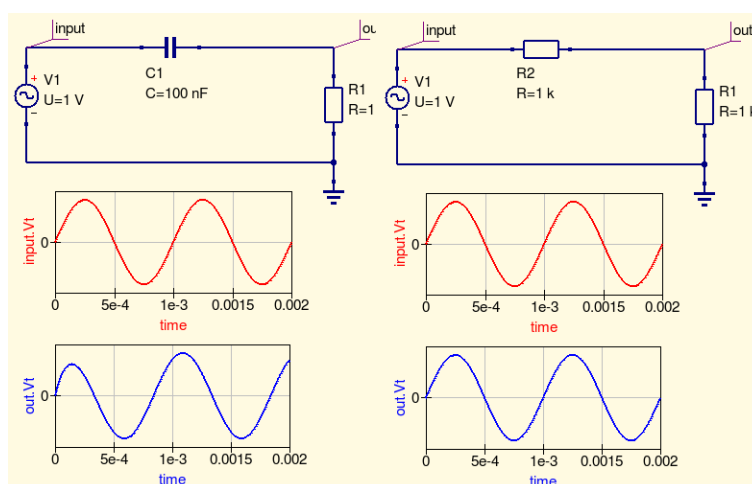 input
ou
C1
C=100 nF
V1
U=1 V
R1
R=1
input
out
R2
R=1 k
V1
U=1 V
R1
R=1 k
input.Vt
0
0
5e-4
1e-3
0.0015
0.002
time
input.Vt
0
0
5e-4
1e-3
0.0015
0.002
time
out.Vt
0
0
5e-4
1e-3
0.0015
0.002
time
out.Vt
0
0
5e-4
1e-3
0.0015
0.002
time